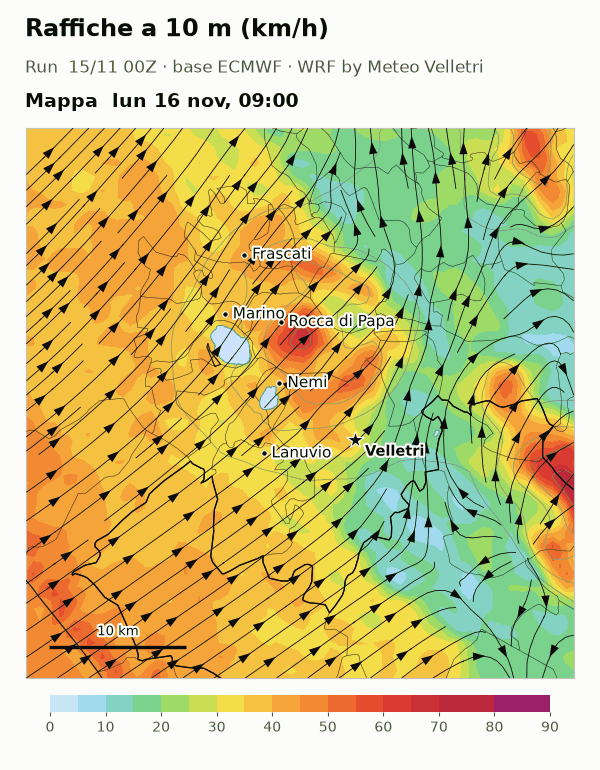 Raffiche a 10 m (km/h)
Run  15/11 00Z · base ECMWF · WRF by Meteo Velletri
Mappa  lun 16 nov, 09:00
Frascati
Marino
Rocca di Papa
Nemi
Velletri
Lanuvio
10 km
0 10 20 30 40 50 60 70 80 90